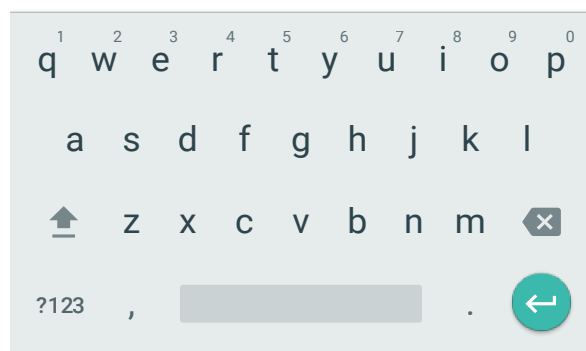 1 2 3 4 5 6 7 8 9 0
q w e r t y u i o p
a s d f g h j k l
z x c v b n m
?123 , .